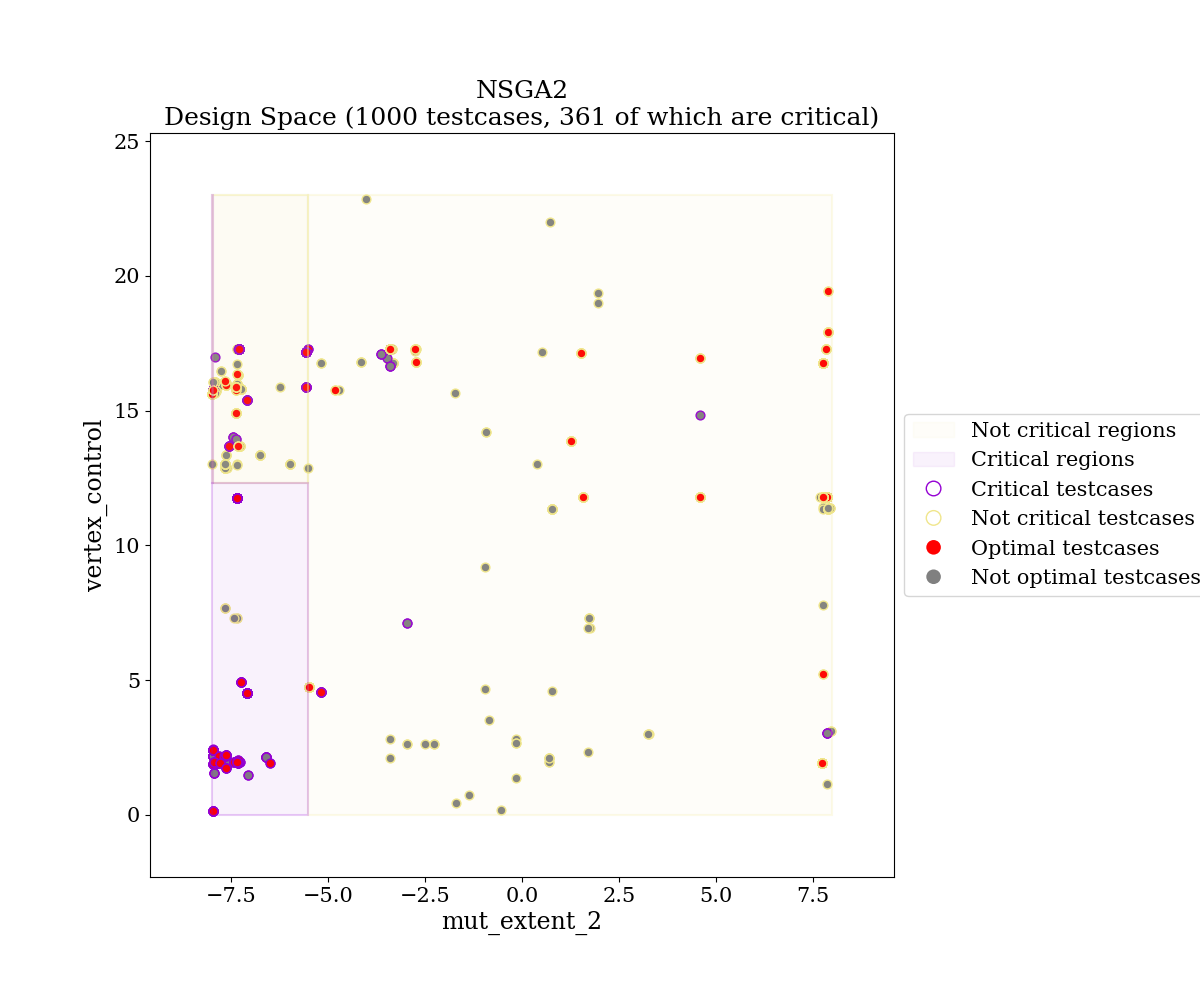 NSGA2
Design Space (1000 testcases, 361 of which are critical)
25
20
15
10
5
0
vertex_control
−7.5
−5.0
−2.5
0.0
2.5
5.0
7.5
mut_extent_2
Not critical regions
Critical regions
Critical testcases
Not critical testcases
Optimal testcases
Not optimal testcases